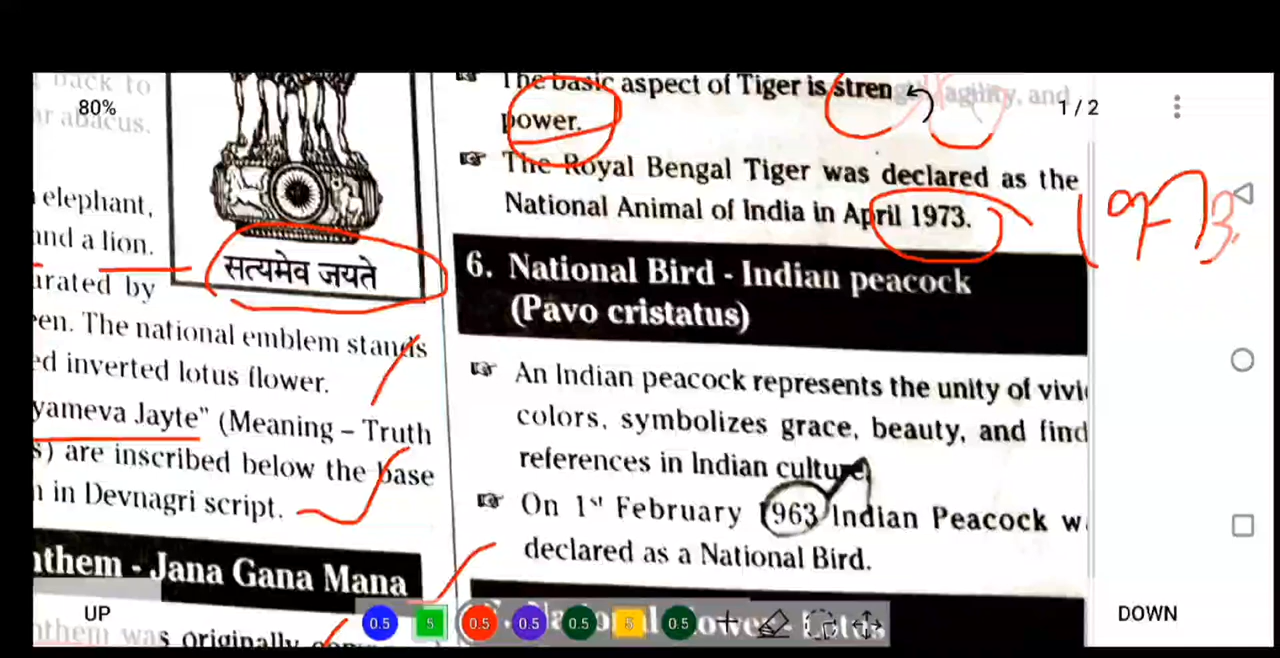 back to
ar abacus.
elephant,
and a lion.
urated by
een. The national emblem stands
ed inverted lotus flower.
yameva Jayte" (Meaning – Truth
s) are inscribed below the base
n in Devnagri script.
सत्यमेव जयते
nthem - Jana Gana Mana
nthem was originally
80%
UP
The basic aspect of Tiger is stren agility, and
power.
The Royal Bengal Tiger was declared as the
National Animal of India in April 1973.
6. National Bird - Indian peacock
(Pavo cristatus)
An Indian peacock represents the unity of vivi
colors, symbolizes grace, beauty, and find
references in Indian culture
On 1st February 1963 Indian Peacock w
declared as a National Bird.
0.5 5 0.5 0.5 0.5 5 0.5
1 / 2
1973
DOWN